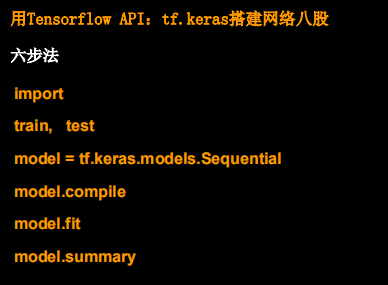 用Tensorflow API：tf.keras搭建网络八股
六步法
import
train, test
model = tf.keras.models.Sequential
model.compile
model.fit
model.summary